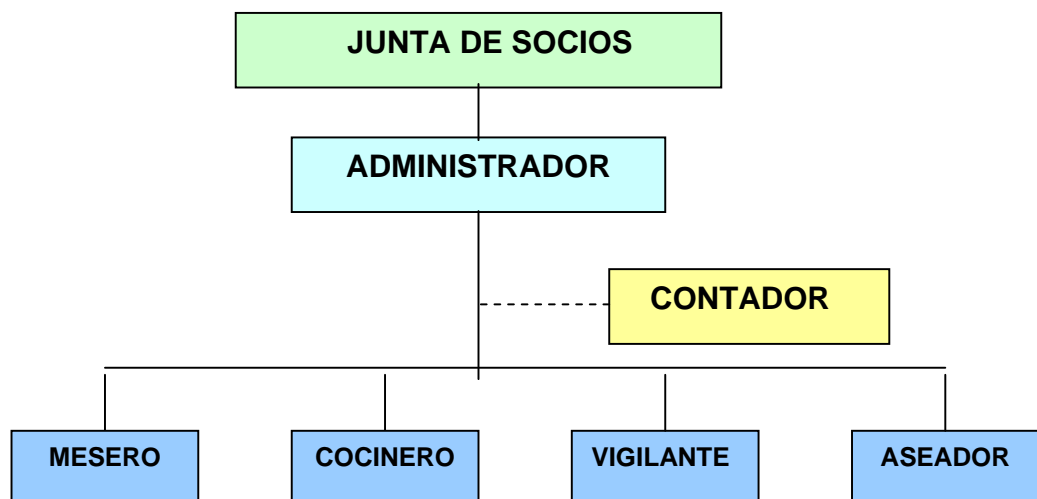 JUNTA DE SOCIOS
ADMINISTRADOR
CONTADOR
MESERO
COCINERO
VIGILANTE
ASEADOR